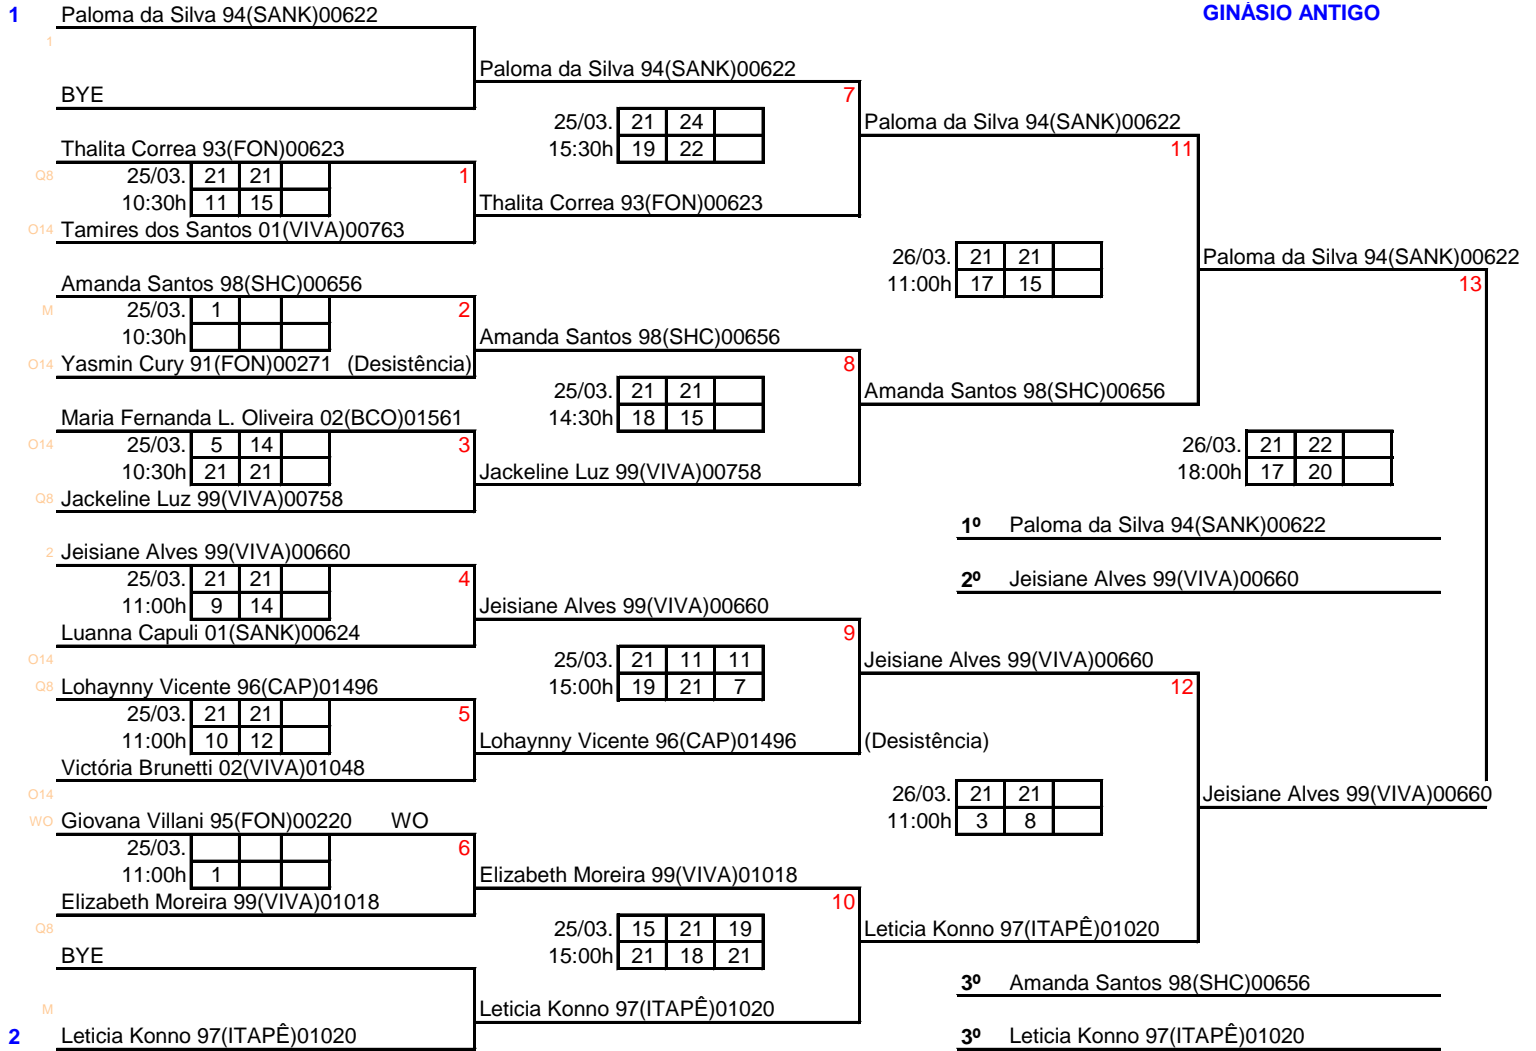 1 Paloma da Silva 94(SANK)00622 GINÁSIO ANTIGO
1
Paloma da Silva 94(SANK)00622
BYE 7
25/03. 21 24 Paloma da Silva 94(SANK)00622
Thalita Correa 93(FON)00623 15:30h 19 22 11
Q8 25/03. 21 21 1
10:30h 11 15 Thalita Correa 93(FON)00623
O14 Tamires dos Santos 01(VIVA)00763
26/03. 21 21 Paloma da Silva 94(SANK)00622
Amanda Santos 98(SHC)00656 11:00h 17 15 13
M 25/03. 1 2
10:30h Amanda Santos 98(SHC)00656
O14 Yasmin Cury 91(FON)00271 (Desistência) 8
25/03. 21 21 Amanda Santos 98(SHC)00656
Maria Fernanda L. Oliveira 02(BCO)01561 14:30h 18 15
O14 25/03. 5 14 3 26/03. 21 22
10:30h 21 21 Jackeline Luz 99(VIVA)00758 18:00h 17 20
Q8 Jackeline Luz 99(VIVA)00758
1º Paloma da Silva 94(SANK)00622
2 Jeisiane Alves 99(VIVA)00660
25/03. 21 21 4 2º Jeisiane Alves 99(VIVA)00660
11:00h 9 14 Jeisiane Alves 99(VIVA)00660
Luanna Capuli 01(SANK)00624 9
O14 25/03. 21 11 11 Jeisiane Alves 99(VIVA)00660
Q8 Lohaynny Vicente 96(CAP)01496 15:00h 19 21 7 12
25/03. 21 21 5
11:00h 10 12 Lohaynny Vicente 96(CAP)01496 (Desistência)
Victória Brunetti 02(VIVA)01048
O14 26/03. 21 21 Jeisiane Alves 99(VIVA)00660
WO Giovana Villani 95(FON)00220 WO 11:00h 3 8
25/03. 6
11:00h 1 Elizabeth Moreira 99(VIVA)01018
Elizabeth Moreira 99(VIVA)01018 10
Q8 25/03. 15 21 19 Leticia Konno 97(ITAPÊ)01020
BYE 15:00h 21 18 21
3º Amanda Santos 98(SHC)00656
M Leticia Konno 97(ITAPÊ)01020
2 Leticia Konno 97(ITAPÊ)01020 3º Leticia Konno 97(ITAPÊ)01020